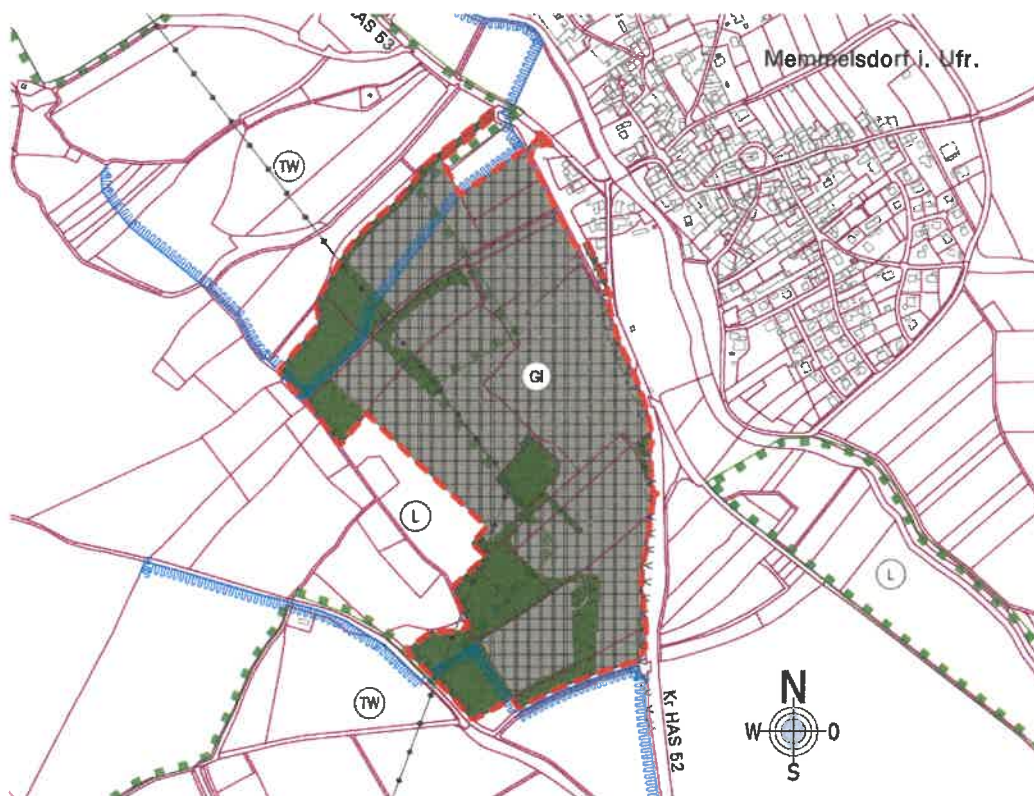 HAS 53
Memmelsdorf i. Ufr.
TW
GI
L
L
TW
Kr HAS 52
N
W O
S